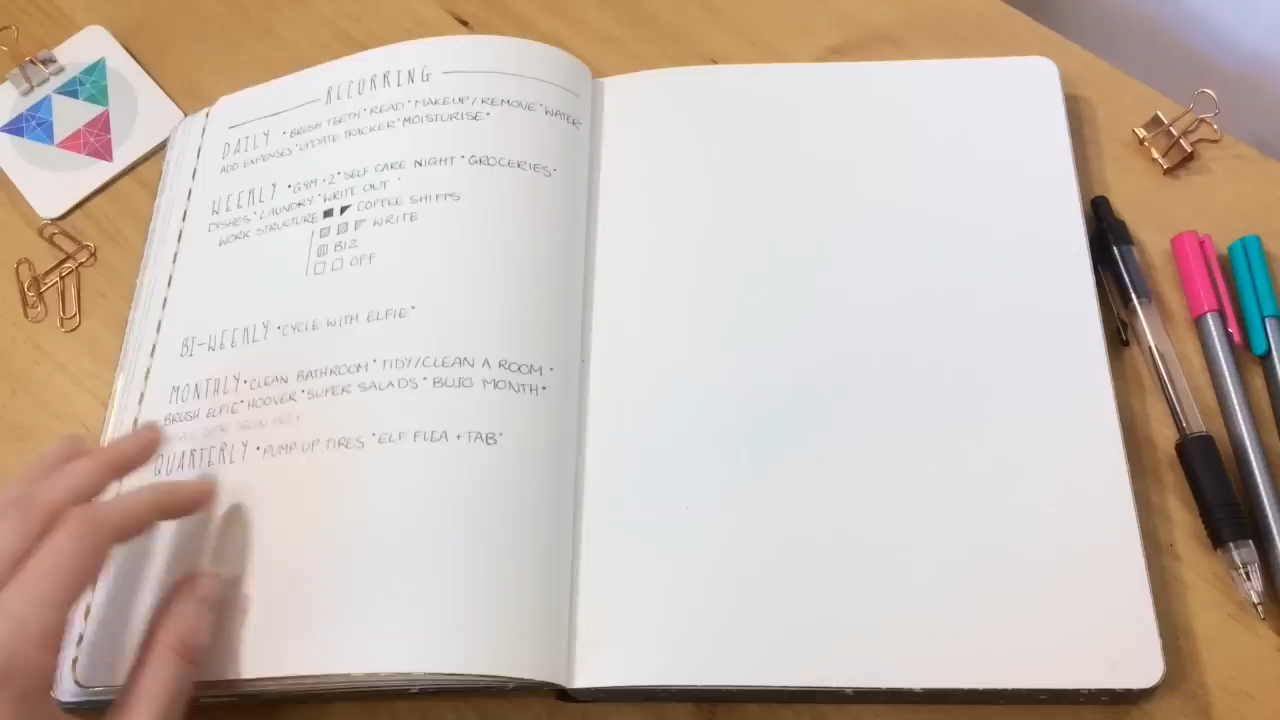 RECURRING
DAILY • BRUSH TEETH • READ • MAKEUP/REMOVE • WATER •
ADD EXPENSES • UPDATE TRACKER • MOISTURISE •
WEEKLY • GYM × 2 • SELF CARE NIGHT • GROCERIES •
DISHES • LAUNDRY • WRITE OUT •
WORK STRUCTURE COFFEE SHIFTS
WRITE
BIZ
OFF
BI-WEEKLY • CYCLE WITH ELFIE •
MONTHLY • CLEAN BATHROOM • TIDY/CLEAN A ROOM •
BRUSH ELFIE • HOOVER • SUPER SALADS • BUJO MONTH •
QUARTERLY • PUMP UP TIRES • ELF FLEA + TAB •